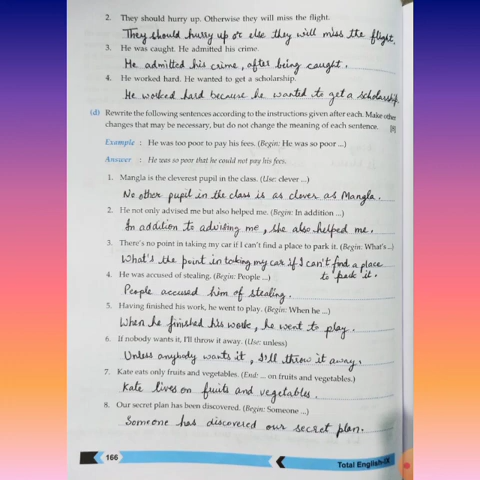 2. They should hurry up. Otherwise they will miss the flight.
They should hurry up or else they will miss the flight.
3. He was caught. He admitted his crime.
He admitted his crime, after being caught.
4. He worked hard. He wanted to get a scholarship.
He worked hard because he wanted to get a scholarship.
(d) Rewrite the following sentences according to the instructions given after each. Make other
changes that may be necessary, but do not change the meaning of each sentence. [8]
Example : He was too poor to pay his fees. (Begin: He was so poor ...)
Answer : He was so poor that he could not pay his fees.
1. Mangla is the cleverest pupil in the class. (Use: clever ...)
No other pupil in the class is as clever as Mangla.
2. He not only advised me but also helped me. (Begin: In addition ...)
In addition to advising me, he also helped me.
3. There's no point in taking my car if I can't find a place to park it. (Begin: What's ...)
What's the point in taking my car if I can't find a place
to park it.
4. He was accused of stealing. (Begin: People ...)
People accused him of stealing.
5. Having finished his work, he went to play. (Begin: When he ...)
When he finished his work, he went to play.
6. If nobody wants it, I'll throw it away. (Use: unless)
Unless anybody wants it, I'll throw it away.
7. Kate eats only fruits and vegetables. (End: ... on fruits and vegetables.)
Kate lives on fruits and vegetables.
8. Our secret plan has been discovered. (Begin: Someone ...)
Someone has discovered our secret plan.
166
Total English-IX